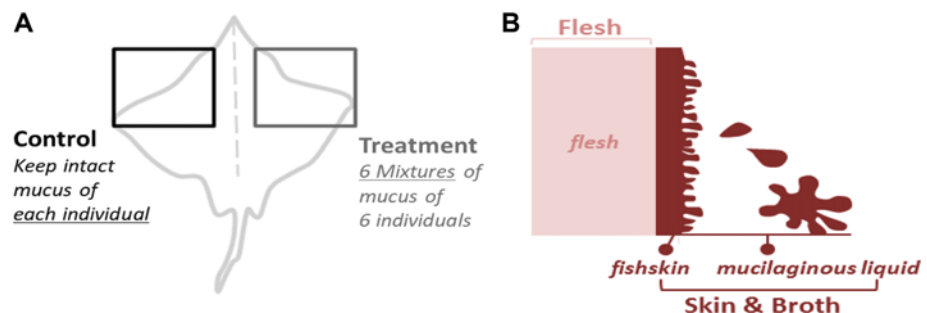 A
Control
Keep intact
mucus of
each individual
Treatment
6 Mixtures of
mucus of
6 individuals
B
Flesh
flesh
fishskin
mucilaginous liquid
Skin & Broth